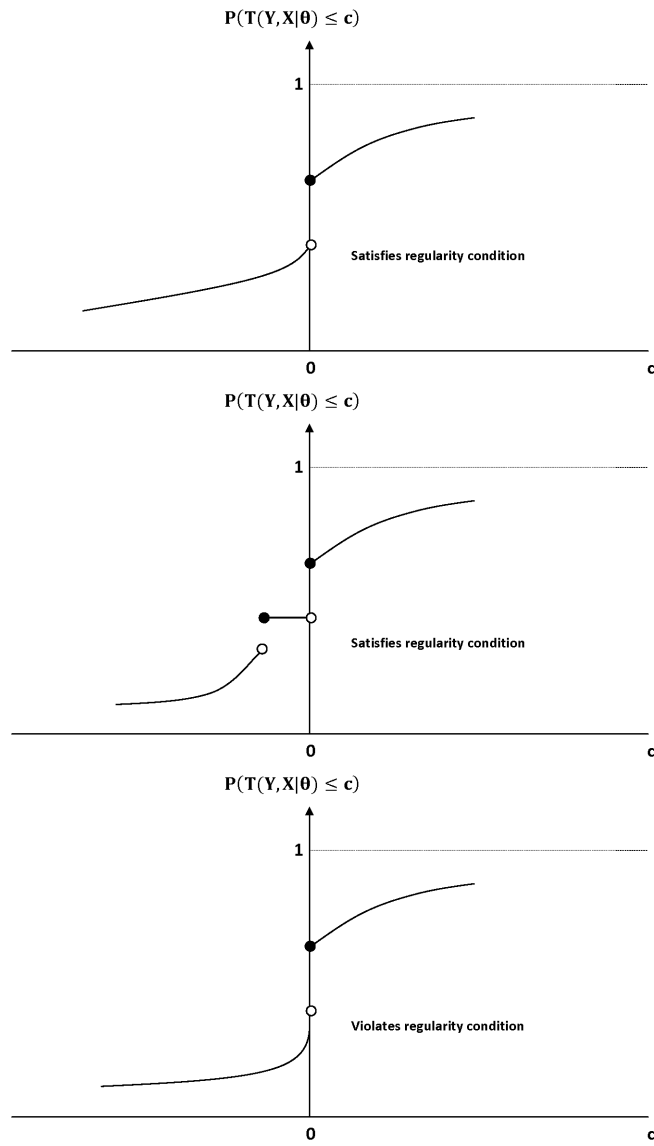 P(T(Y,X|θ) ≤ c)
1
Satisfies regularity condition
0
c
P(T(Y,X|θ) ≤ c)
1
Satisfies regularity condition
0
c
P(T(Y,X|θ) ≤ c)
1
Violates regularity condition
0
c